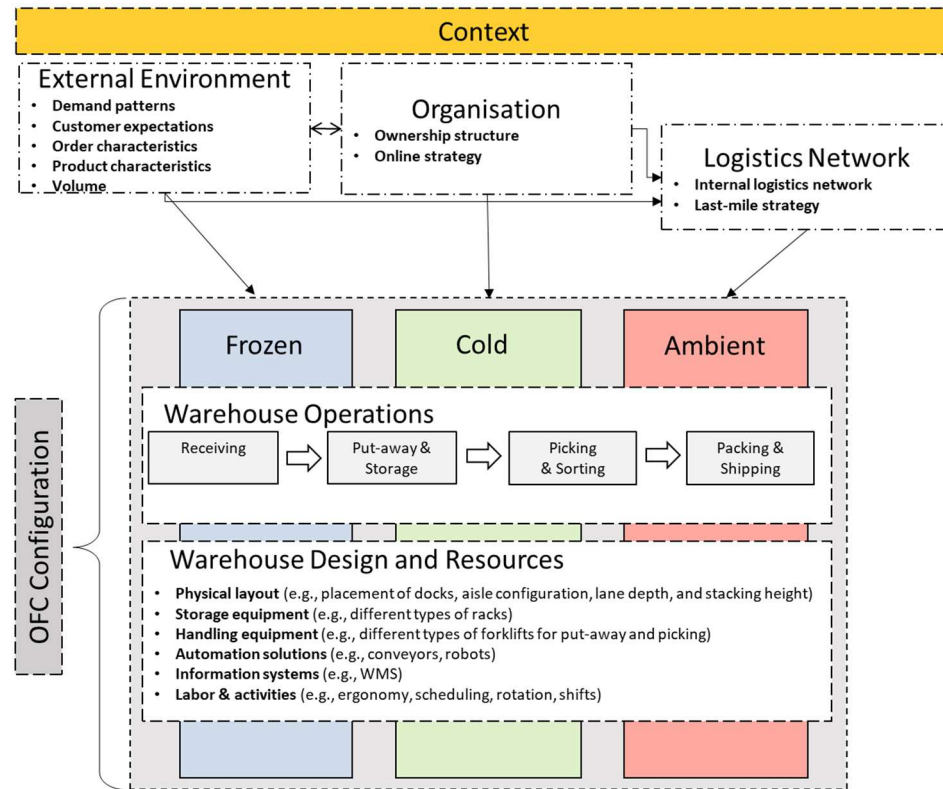 Context
External Environment
• Demand patterns
• Customer expectations
• Order characteristics
• Product characteristics
• Volume
Organisation
• Ownership structure
• Online strategy
Logistics Network
• Internal logistics network
• Last-mile strategy
OFC Configuration
Frozen
Cold
Ambient
Warehouse Operations
Receiving
Put-away &
Storage
Picking
& Sorting
Packing &
Shipping
Warehouse Design and Resources
• Physical layout (e.g., placement of docks, aisle configuration, lane depth, and stacking height)
• Storage equipment (e.g., different types of racks)
• Handling equipment (e.g., different types of forklifts for put-away and picking)
• Automation solutions (e.g., conveyors, robots)
• Information systems (e.g., WMS)
• Labor & activities (e.g., ergonomy, scheduling, rotation, shifts)